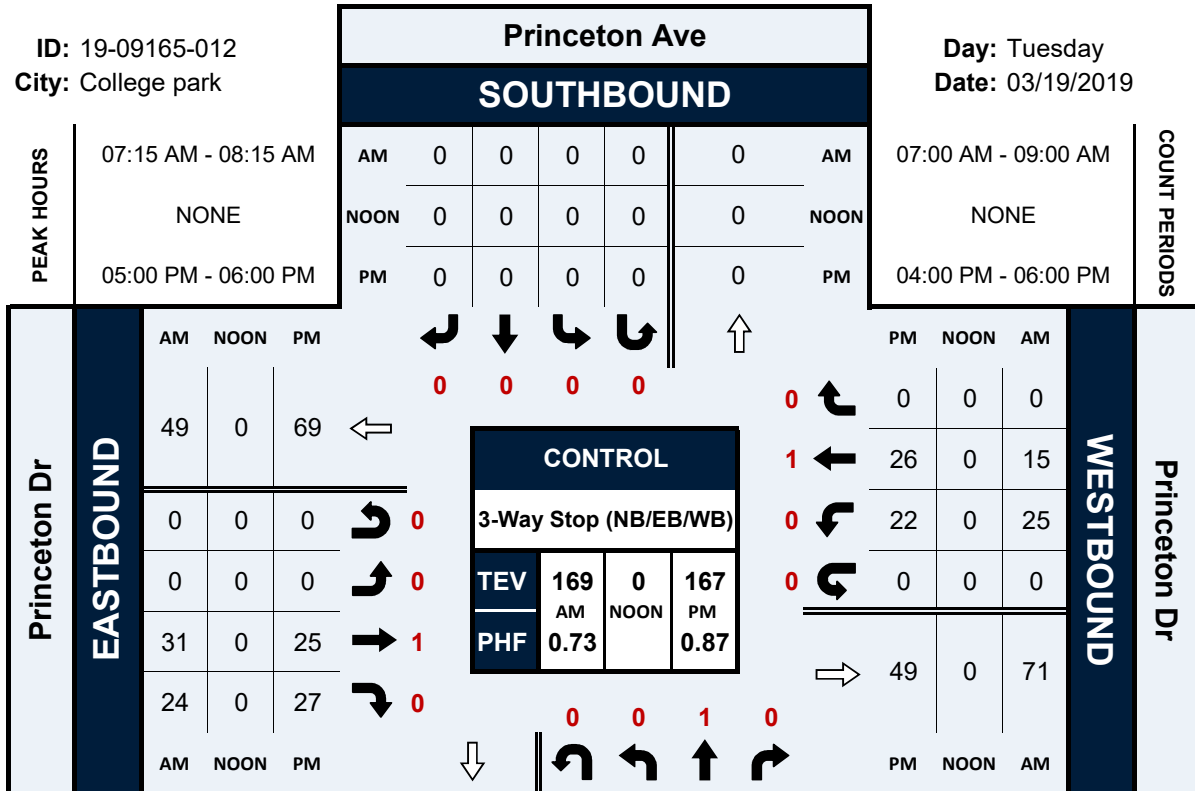 ID: 19-09165-012
City: College park
Princeton Ave
SOUTHBOUND
Day: Tuesday
Date: 03/19/2019
PEAK HOURS
07:15 AM - 08:15 AM
NONE
05:00 PM - 06:00 PM
AM 0 0 0 0 0 AM
NOON 0 0 0 0 0 NOON
PM 0 0 0 0 0 PM
07:00 AM - 09:00 AM
NONE
04:00 PM - 06:00 PM
COUNT PERIODS
0 0 0 0
Princeton Dr
EASTBOUND
AM NOON PM
49 0 69
0 0 0 0
0 0 0 0
31 0 25 1
24 0 27 0
AM NOON PM
CONTROL
3-Way Stop (NB/EB/WB)
TEV 169 0 167
AM NOON PM
PHF 0.73 0.87
PM NOON AM
0 0 0 0
1 26 0 15
0 22 0 25
0 0 0 0
49 0 71
PM NOON AM
WESTBOUND
Princeton Dr
0 0 1 0